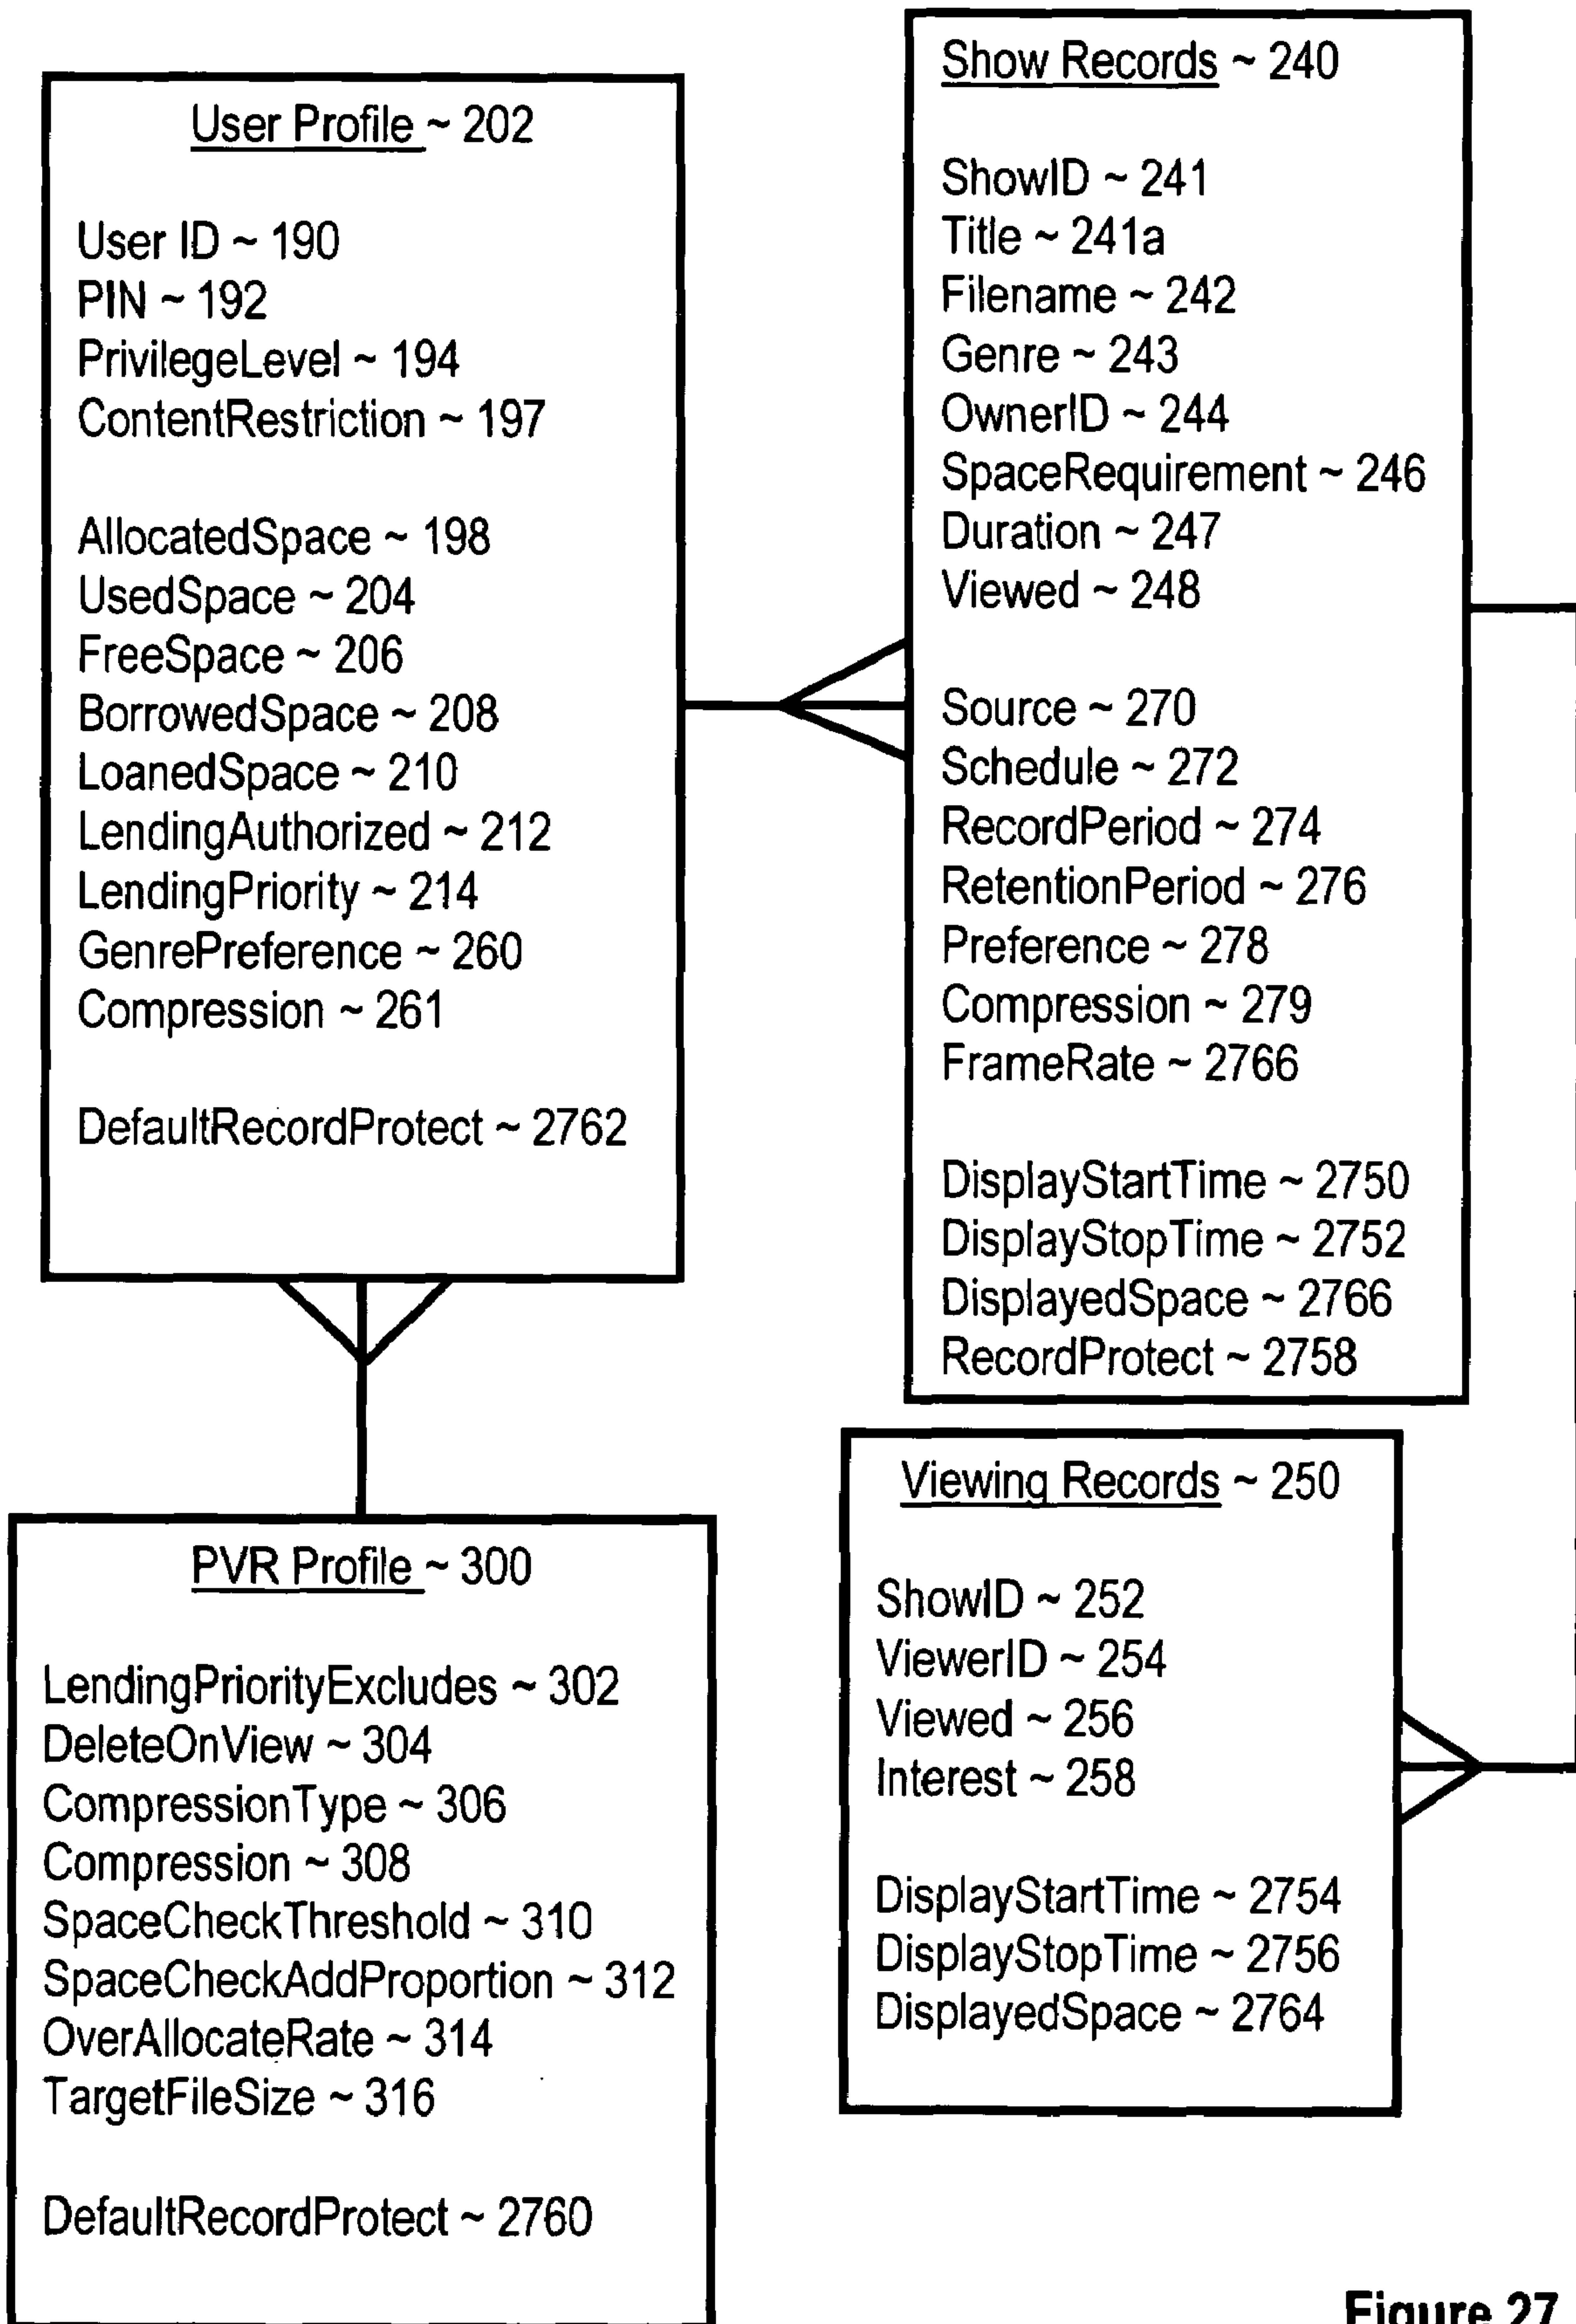 User Profile ~ 202
User ID ~ 190
PIN ~ 192
PrivilegeLevel ~ 194
ContentRestriction ~ 197
AllocatedSpace ~ 198
UsedSpace ~ 204
FreeSpace ~ 206
BorrowedSpace ~ 208
LoanedSpace ~ 210
LendingAuthorized ~ 212
LendingPriority ~ 214
GenrePreference ~ 260
Compression ~ 261
DefaultRecordProtect ~ 2762
Show Records ~ 240
ShowID ~ 241
Title ~ 241a
Filename ~ 242
Genre ~ 243
OwnerID ~ 244
SpaceRequirement ~ 246
Duration ~ 247
Viewed ~ 248
Source ~ 270
Schedule ~ 272
RecordPeriod ~ 274
RetentionPeriod ~ 276
Preference ~ 278
Compression ~ 279
FrameRate ~ 2766
DisplayStartTime ~ 2750
DisplayStopTime ~ 2752
DisplayedSpace ~ 2766
RecordProtect ~ 2758
PVR Profile ~ 300
LendingPriorityExcludes ~ 302
DeleteOnView ~ 304
CompressionType ~ 306
Compression ~ 308
SpaceCheckThreshold ~ 310
SpaceCheckAddProportion ~ 312
OverAllocateRate ~ 314
TargetFileSize ~ 316
DefaultRecordProtect ~ 2760
Viewing Records ~ 250
ShowID ~ 252
ViewerID ~ 254
Viewed ~ 256
Interest ~ 258
DisplayStartTime ~ 2754
DisplayStopTime ~ 2756
DisplayedSpace ~ 2764
Figure 27